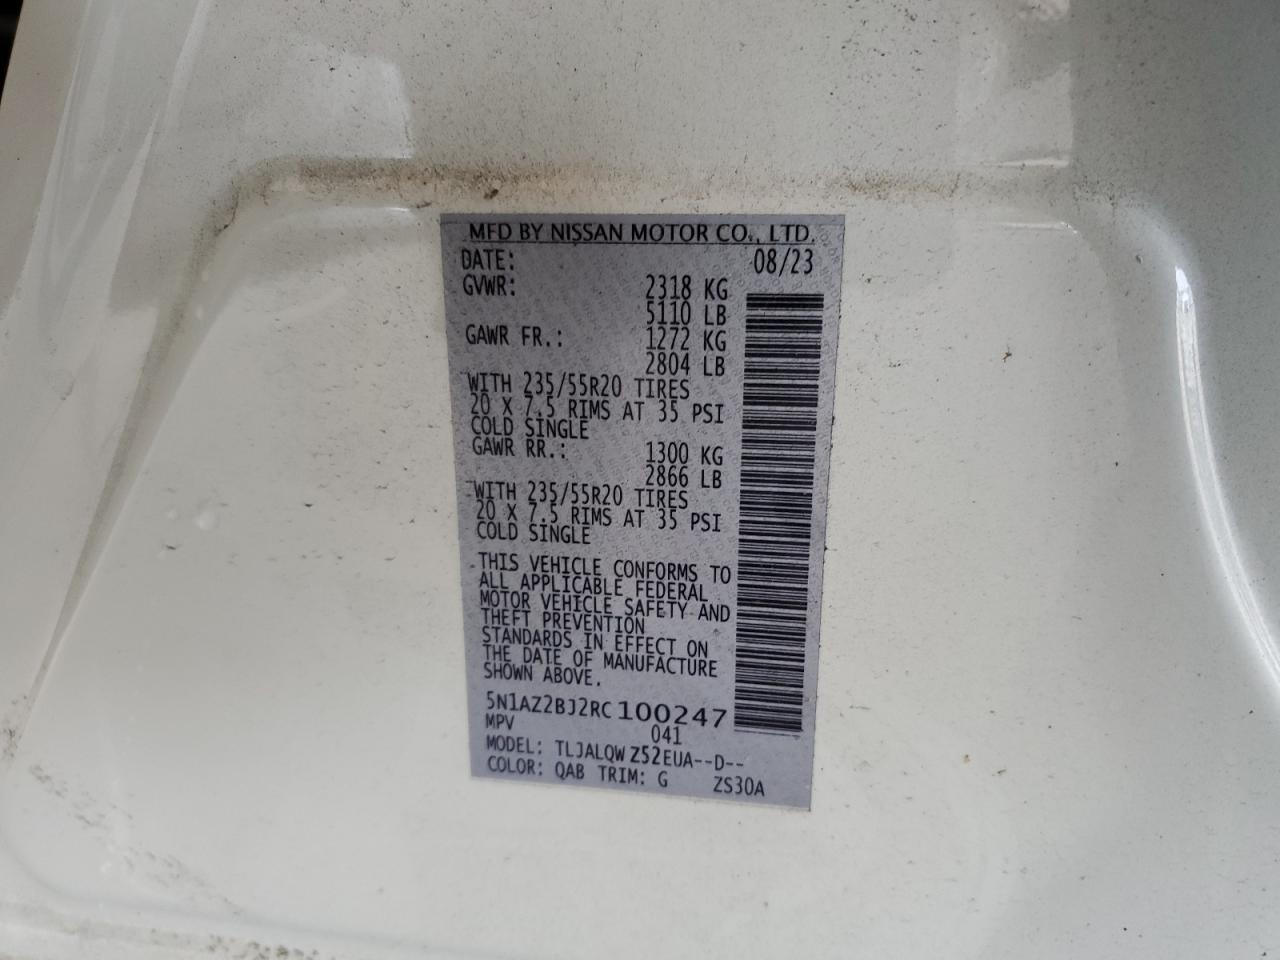 MFD BY NISSAN MOTOR CO., LTD.
DATE: 08/23
GVWR: 2318 KG
5110 LB
GAWR FR.: 1272 KG
2804 LB
WITH 235/55R20 TIRES
20 X 7.5 RIMS AT 35 PSI
COLD SINGLE
GAWR RR.: 1300 KG
2866 LB
WITH 235/55R20 TIRES
20 X 7.5 RIMS AT 35 PSI
COLD SINGLE
THIS VEHICLE CONFORMS TO
ALL APPLICABLE FEDERAL
MOTOR VEHICLE SAFETY AND
THEFT PREVENTION
STANDARDS IN EFFECT ON
THE DATE OF MANUFACTURE
SHOWN ABOVE.
5N1AZ2BJ2RC100247
MPV 041
MODEL: TLJALQW Z52EUA--D--
COLOR: QAB TRIM: G ZS30A